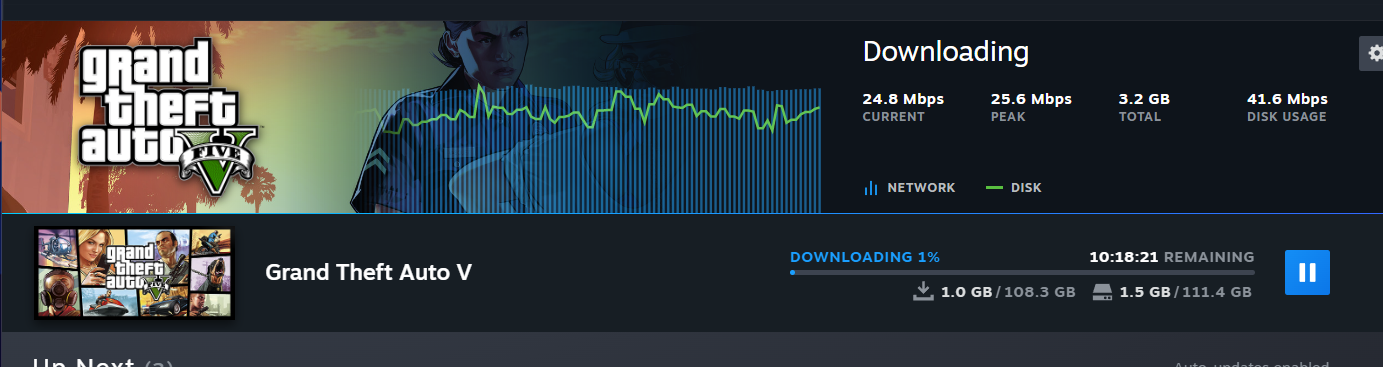 grand
theft
auto
FIVE
Downloading
24.8 Mbps 25.6 Mbps 3.2 GB 41.6 Mbps
CURRENT PEAK TOTAL DISK USAGE
NETWORK DISK
grand
theft
auto
Grand Theft Auto V
DOWNLOADING 1% 10:18:21 REMAINING
1.0 GB / 108.3 GB 1.5 GB / 111.4 GB
Up Next
Auto-updates enabled